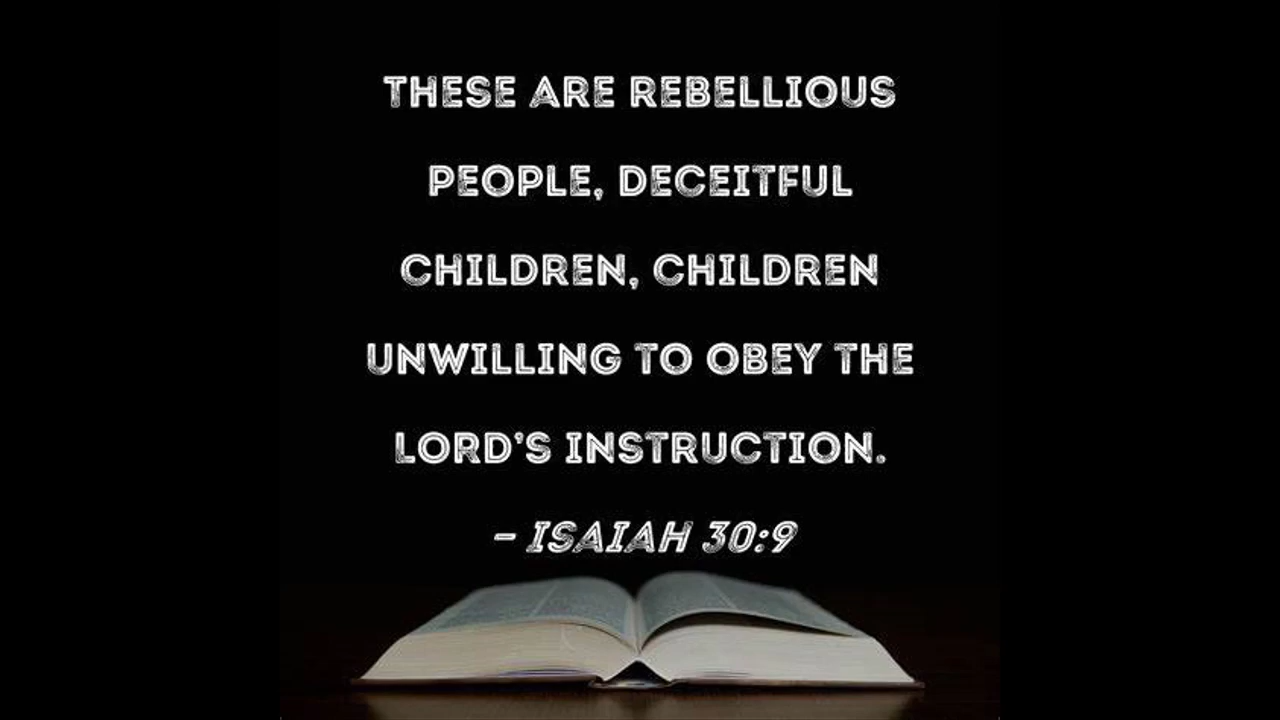 THESE ARE REBELLIOUS
PEOPLE, DECEITFUL
CHILDREN, CHILDREN
UNWILLING TO OBEY THE
LORD'S INSTRUCTION.
– ISAIAH 30:9